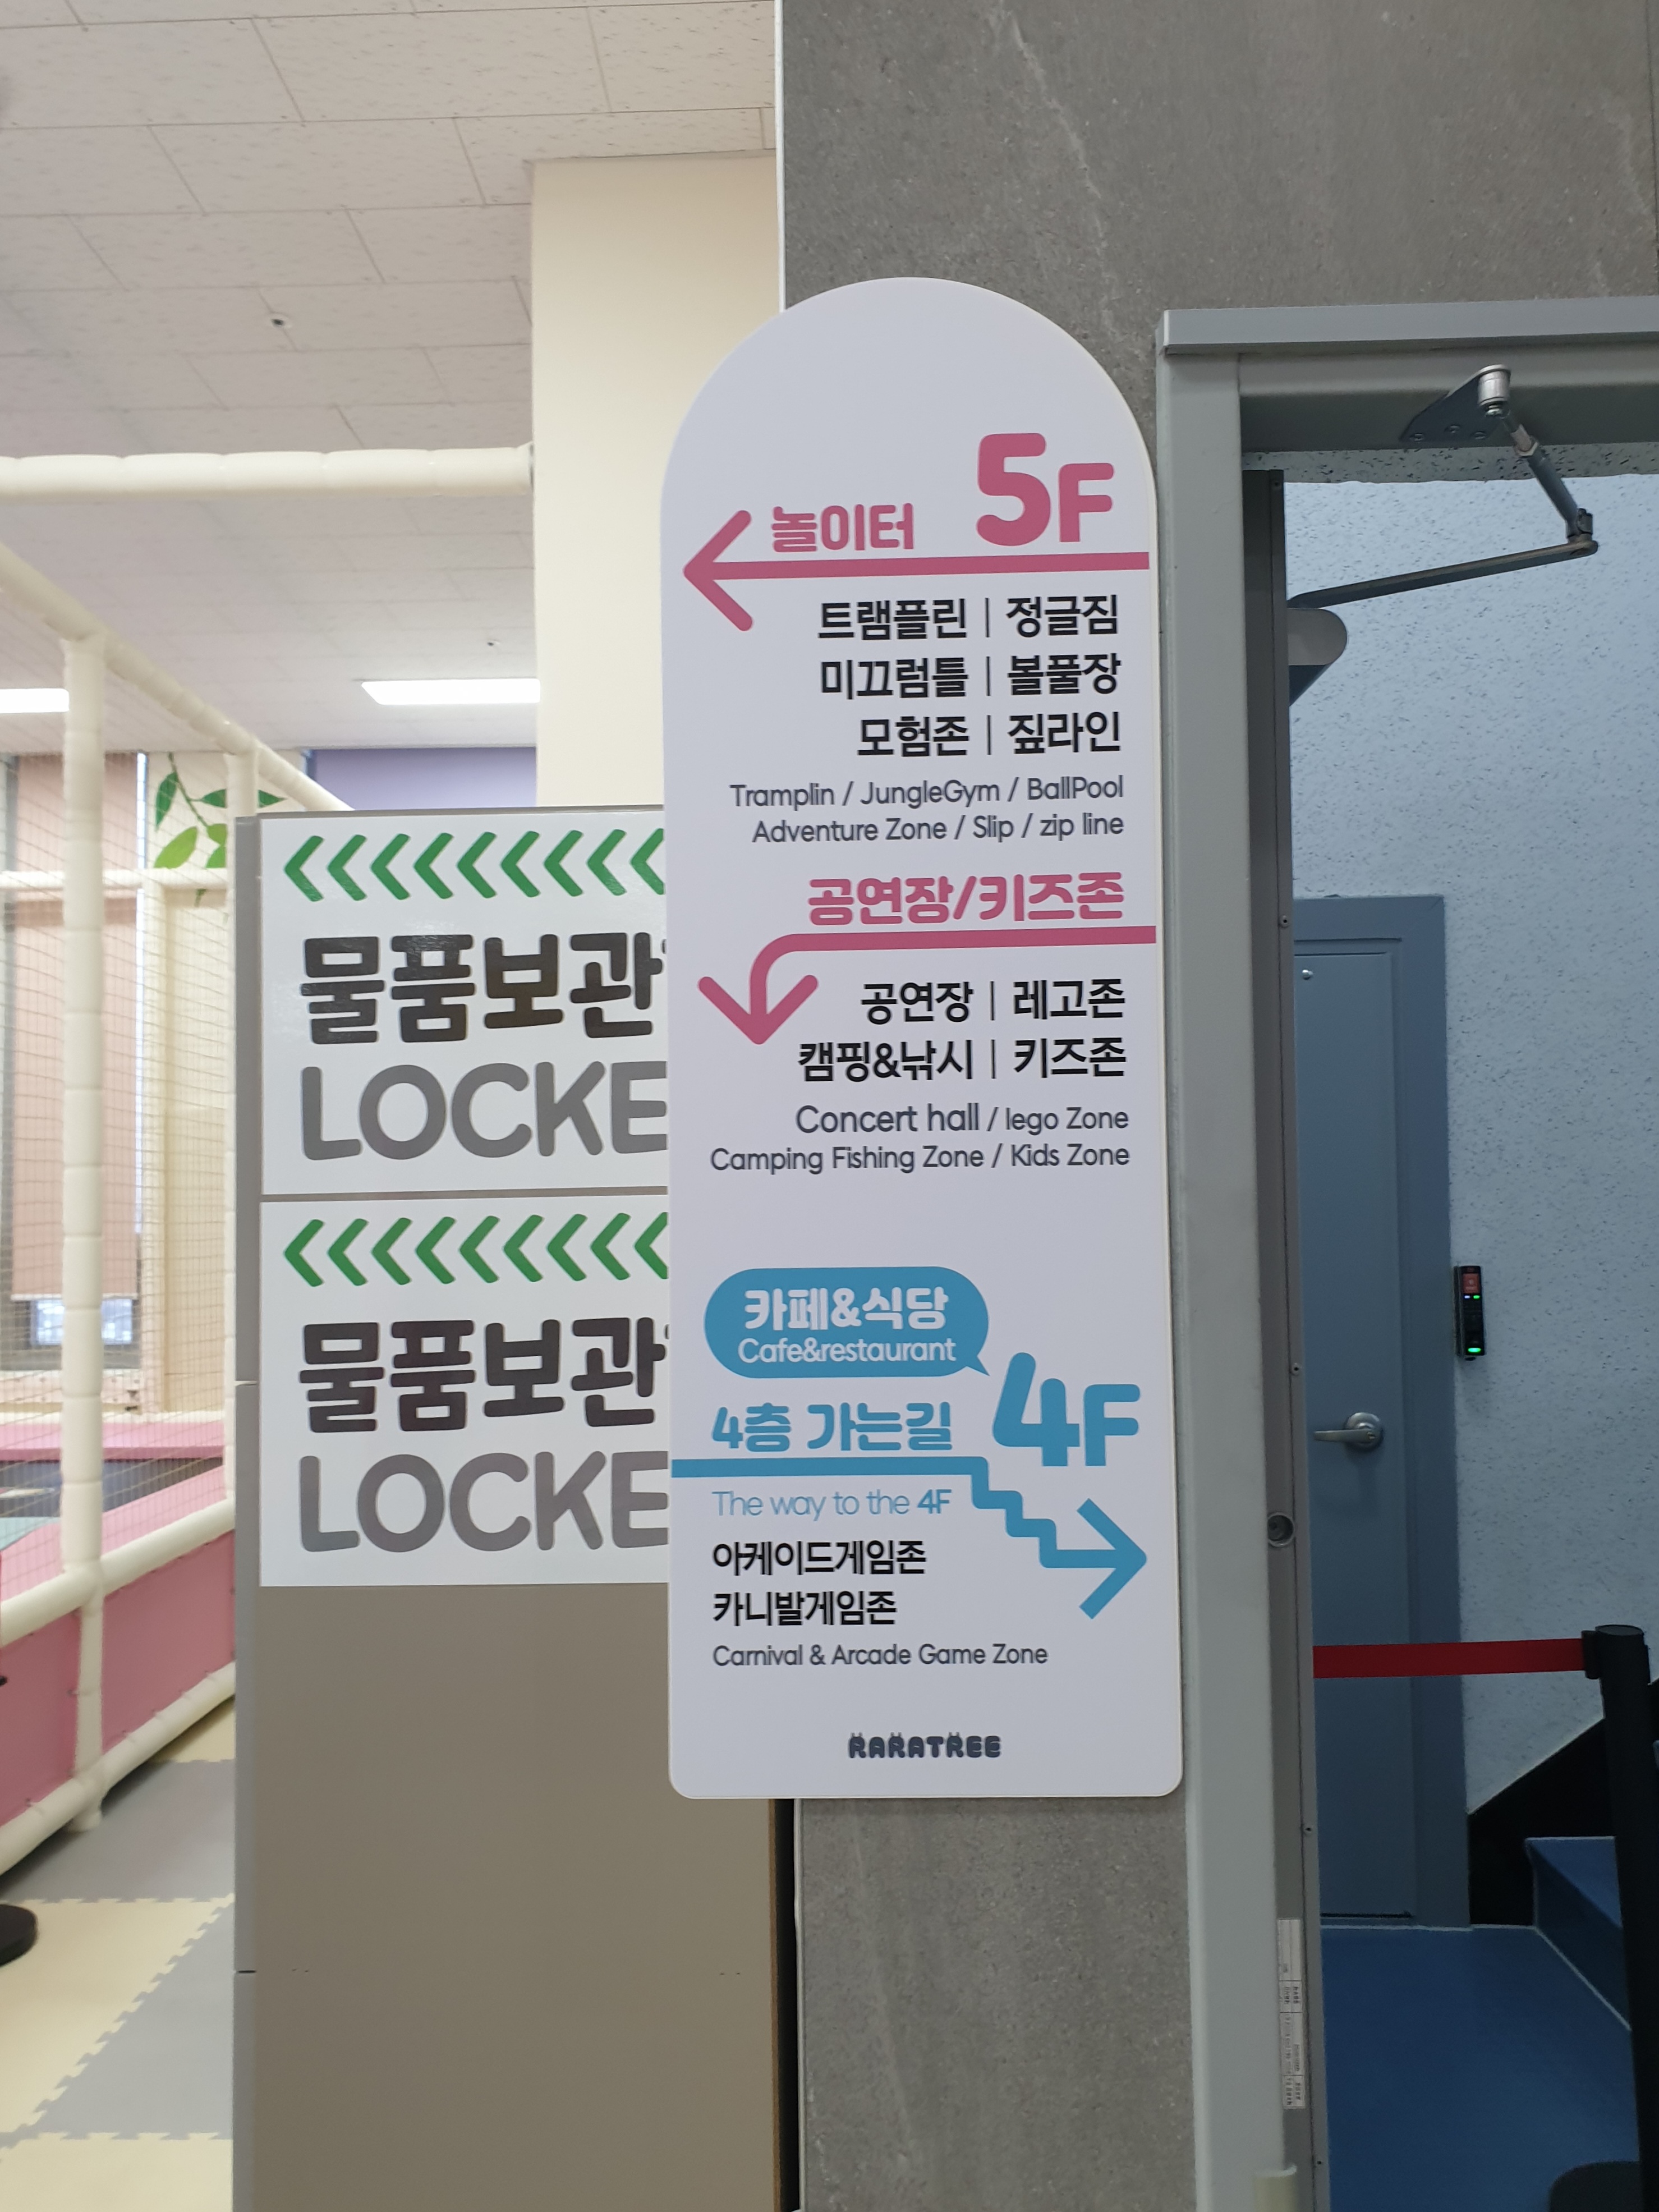 5F
놀이터
트램플린 | 정글짐
미끄럼틀 | 볼풀장
모험존 | 짚라인
Tramplin / JungleGym / BallPool
Adventure Zone / Slip / zip line
공연장/키즈존
공연장 | 레고존
캠핑&낚시 | 키즈존
Concert hall / lego Zone
Camping Fishing Zone / Kids Zone
카페&식당
Cafe&restaurant
4F
4층 가는길
The way to the 4F
아케이드게임존
카니발게임존
Carnival & Arcade Game Zone
RARATREE
물품보관
LOCKE
물품보관
LOCKE